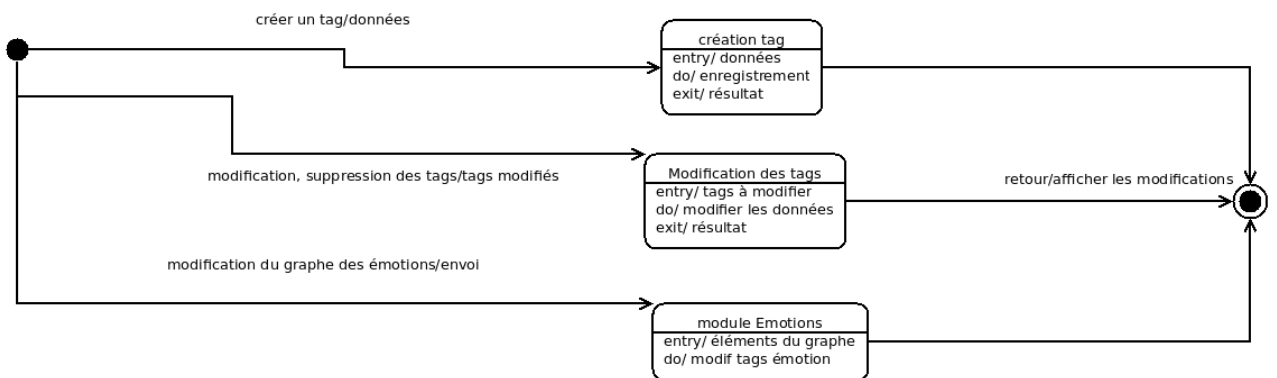 créer un tag/données
création tag
entry/ données
do/ enregistrement
exit/ résultat
modification, suppression des tags/tags modifiés
Modification des tags
entry/ tags à modifier
do/ modifier les données
exit/ résultat
retour/afficher les modifications
modification du graphe des émotions/envoi
module Emotions
entry/ éléments du graphe
do/ modif tags émotion